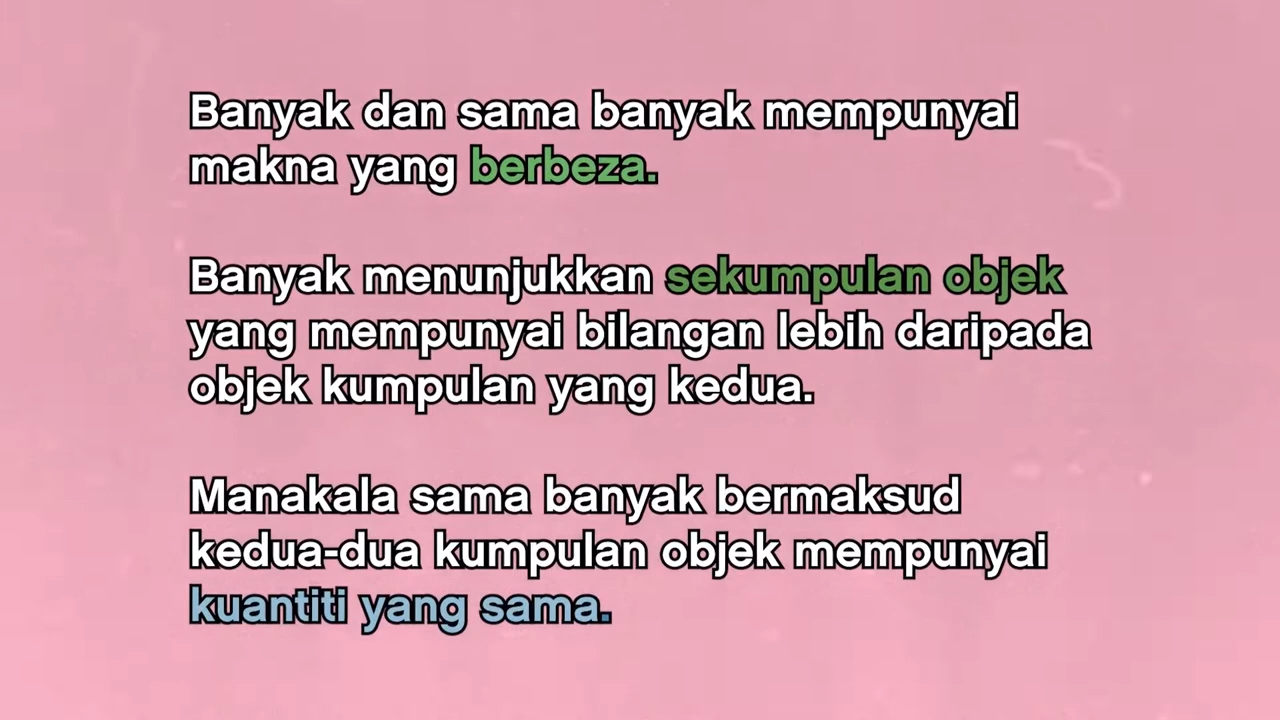 Banyak dan sama banyak mempunyai
makna yang berbeza.
Banyak menunjukkan sekumpulan objek
yang mempunyai bilangan lebih daripada
objek kumpulan yang kedua.
Manakala sama banyak bermaksud
kedua-dua kumpulan objek mempunyai
kuantiti yang sama.